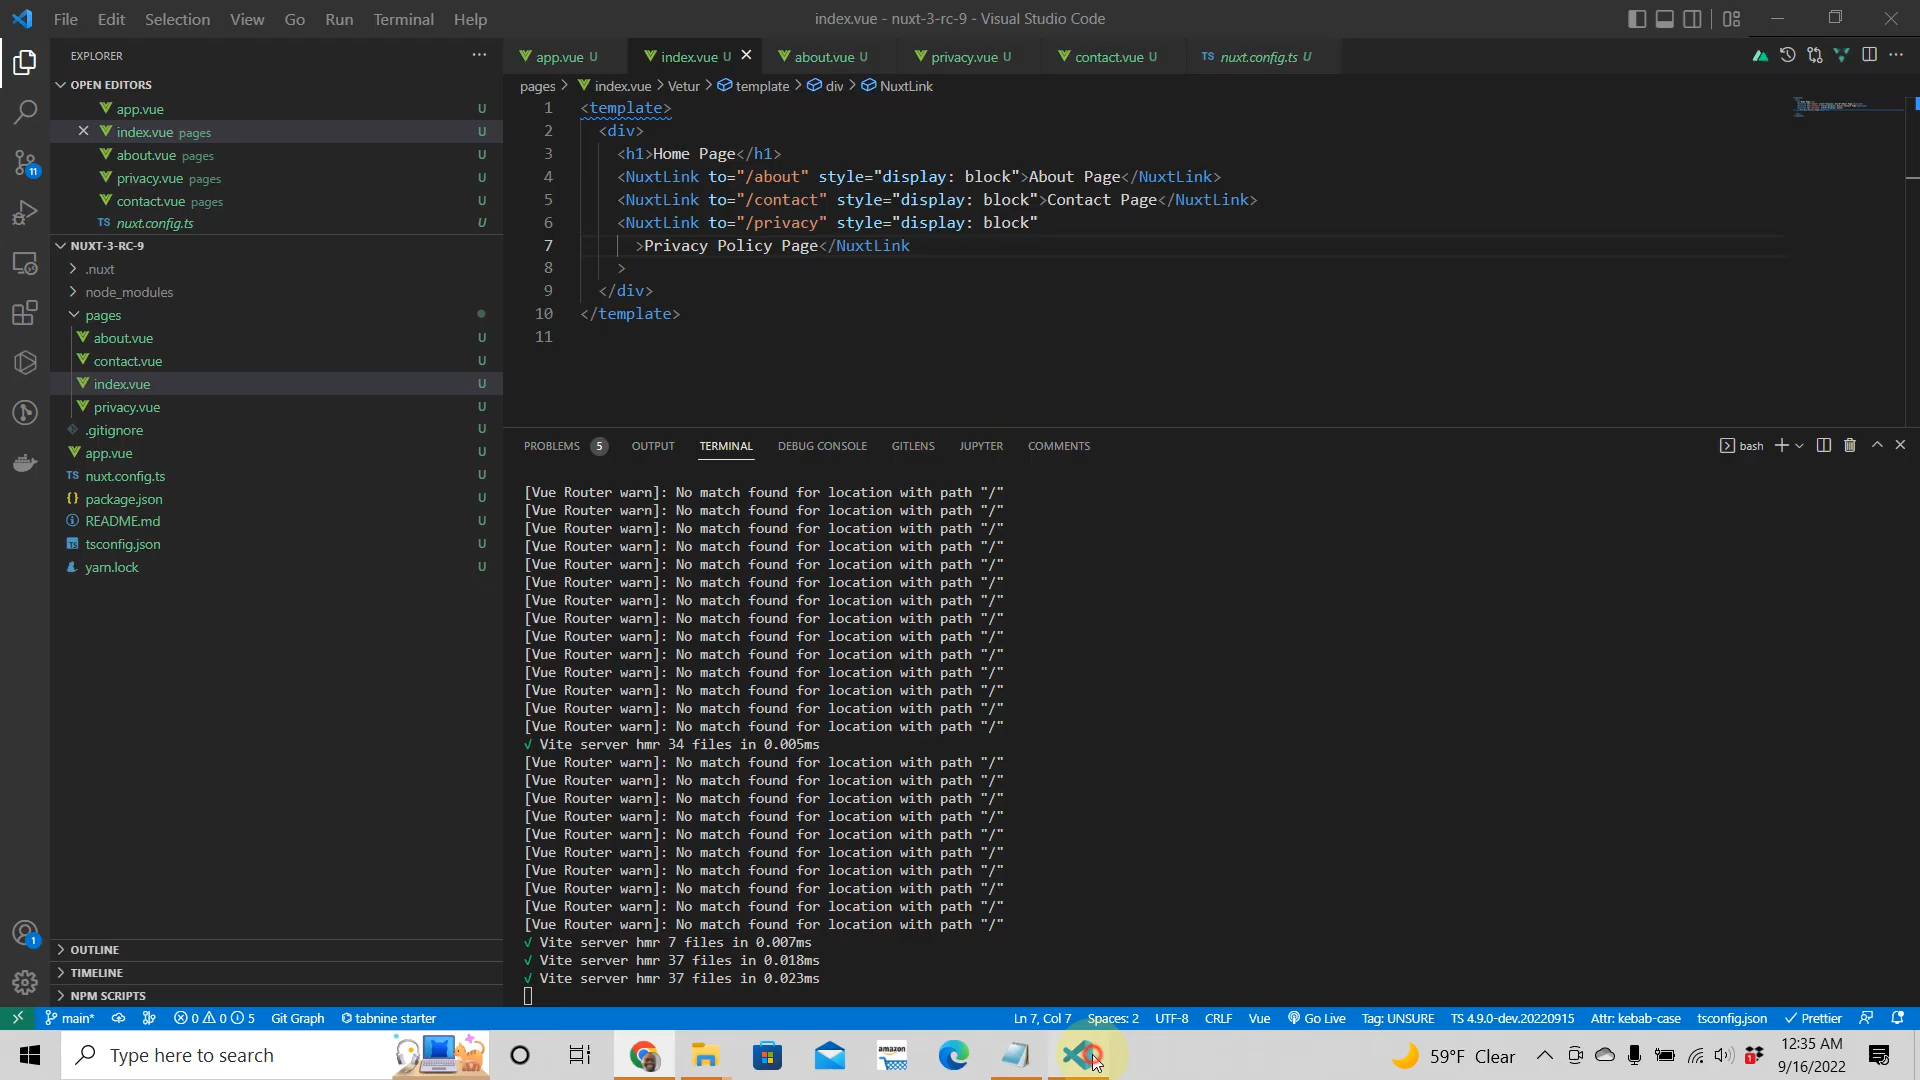 File Edit Selection View Go Run Terminal Help
index.vue - nuxt-3-rc-9 - Visual Studio Code
EXPLORER
OPEN EDITORS
app.vue U
index.vue pages U
about.vue pages U
privacy.vue pages U
contact.vue pages U
TS nuxt.config.ts U
NUXT-3-RC-9
.nuxt
node_modules
pages
about.vue U
contact.vue U
index.vue U
privacy.vue U
.gitignore U
app.vue U
TS nuxt.config.ts U
{} package.json U
README.md U
TS tsconfig.json U
yarn.lock U
OUTLINE
TIMELINE
NPM SCRIPTS
11
1
app.vue U index.vue U about.vue U privacy.vue U contact.vue U TS nuxt.config.ts U
pages > index.vue > Vetur > template > div > NuxtLink
1 <template>
2 <div>
3 <h1>Home Page</h1>
4 <NuxtLink to="/about" style="display: block">About Page</NuxtLink>
5 <NuxtLink to="/contact" style="display: block">Contact Page</NuxtLink>
6 <NuxtLink to="/privacy" style="display: block"
7 >Privacy Policy Page</NuxtLink
8 >
9 </div>
10 </template>
11
PROBLEMS 5 OUTPUT TERMINAL DEBUG CONSOLE GITLENS JUPYTER COMMENTS
bash
[Vue Router warn]: No match found for location with path "/"
[Vue Router warn]: No match found for location with path "/"
[Vue Router warn]: No match found for location with path "/"
[Vue Router warn]: No match found for location with path "/"
[Vue Router warn]: No match found for location with path "/"
[Vue Router warn]: No match found for location with path "/"
[Vue Router warn]: No match found for location with path "/"
[Vue Router warn]: No match found for location with path "/"
[Vue Router warn]: No match found for location with path "/"
[Vue Router warn]: No match found for location with path "/"
[Vue Router warn]: No match found for location with path "/"
[Vue Router warn]: No match found for location with path "/"
[Vue Router warn]: No match found for location with path "/"
[Vue Router warn]: No match found for location with path "/"
√ Vite server hmr 34 files in 0.005ms
[Vue Router warn]: No match found for location with path "/"
[Vue Router warn]: No match found for location with path "/"
[Vue Router warn]: No match found for location with path "/"
[Vue Router warn]: No match found for location with path "/"
[Vue Router warn]: No match found for location with path "/"
[Vue Router warn]: No match found for location with path "/"
[Vue Router warn]: No match found for location with path "/"
[Vue Router warn]: No match found for location with path "/"
[Vue Router warn]: No match found for location with path "/"
[Vue Router warn]: No match found for location with path "/"
√ Vite server hmr 7 files in 0.007ms
√ Vite server hmr 37 files in 0.018ms
√ Vite server hmr 37 files in 0.023ms
main* 0 0 5 Git Graph tabnine starter
Ln 7, Col 7 Spaces: 2 UTF-8 CRLF Vue Go Live Tag: UNSURE TS 4.9.0-dev.20220915 Attr: kebab-case tsconfig.json Prettier
Type here to search
amazon
59°F Clear
1
12:35 AM
9/16/2022